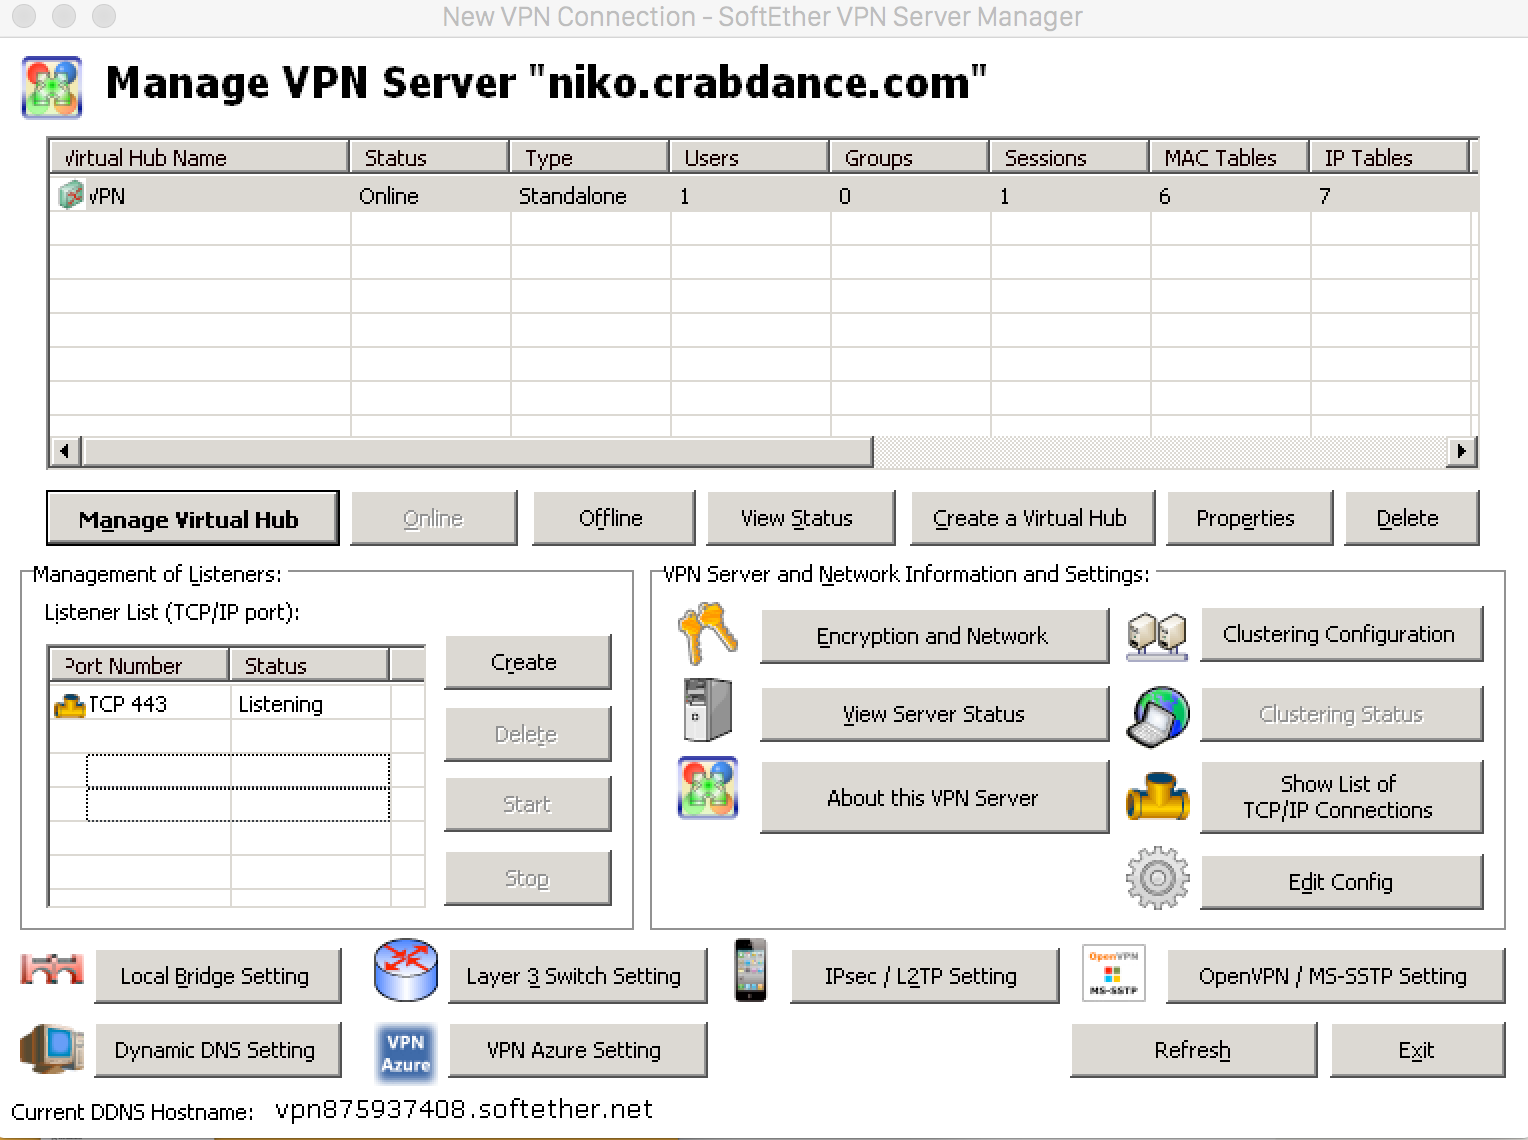 New VPN Connection - SoftEther VPN Server Manager
Manage VPN Server "niko.crabdance.com"
Virtual Hub Name Status Type Users Groups Sessions MAC Tables IP Tables
VPN Online Standalone 1 0 1 6 7
Manage Virtual Hub Online Offline View Status Create a Virtual Hub Properties Delete
Management of Listeners:
Listener List (TCP/IP port):
Port Number Status
TCP 443 Listening
Create
Delete
Start
Stop
VPN Server and Network Information and Settings:
Encryption and Network Clustering Configuration
View Server Status Clustering Status
About this VPN Server Show List of
TCP/IP Connections
Edit Config
Local Bridge Setting Layer 3 Switch Setting IPsec / L2TP Setting OpenVPN MS-SSTP OpenVPN / MS-SSTP Setting
Dynamic DNS Setting VPN Azure VPN Azure Setting Refresh Exit
Current DDNS Hostname: vpn875937408.softether.net